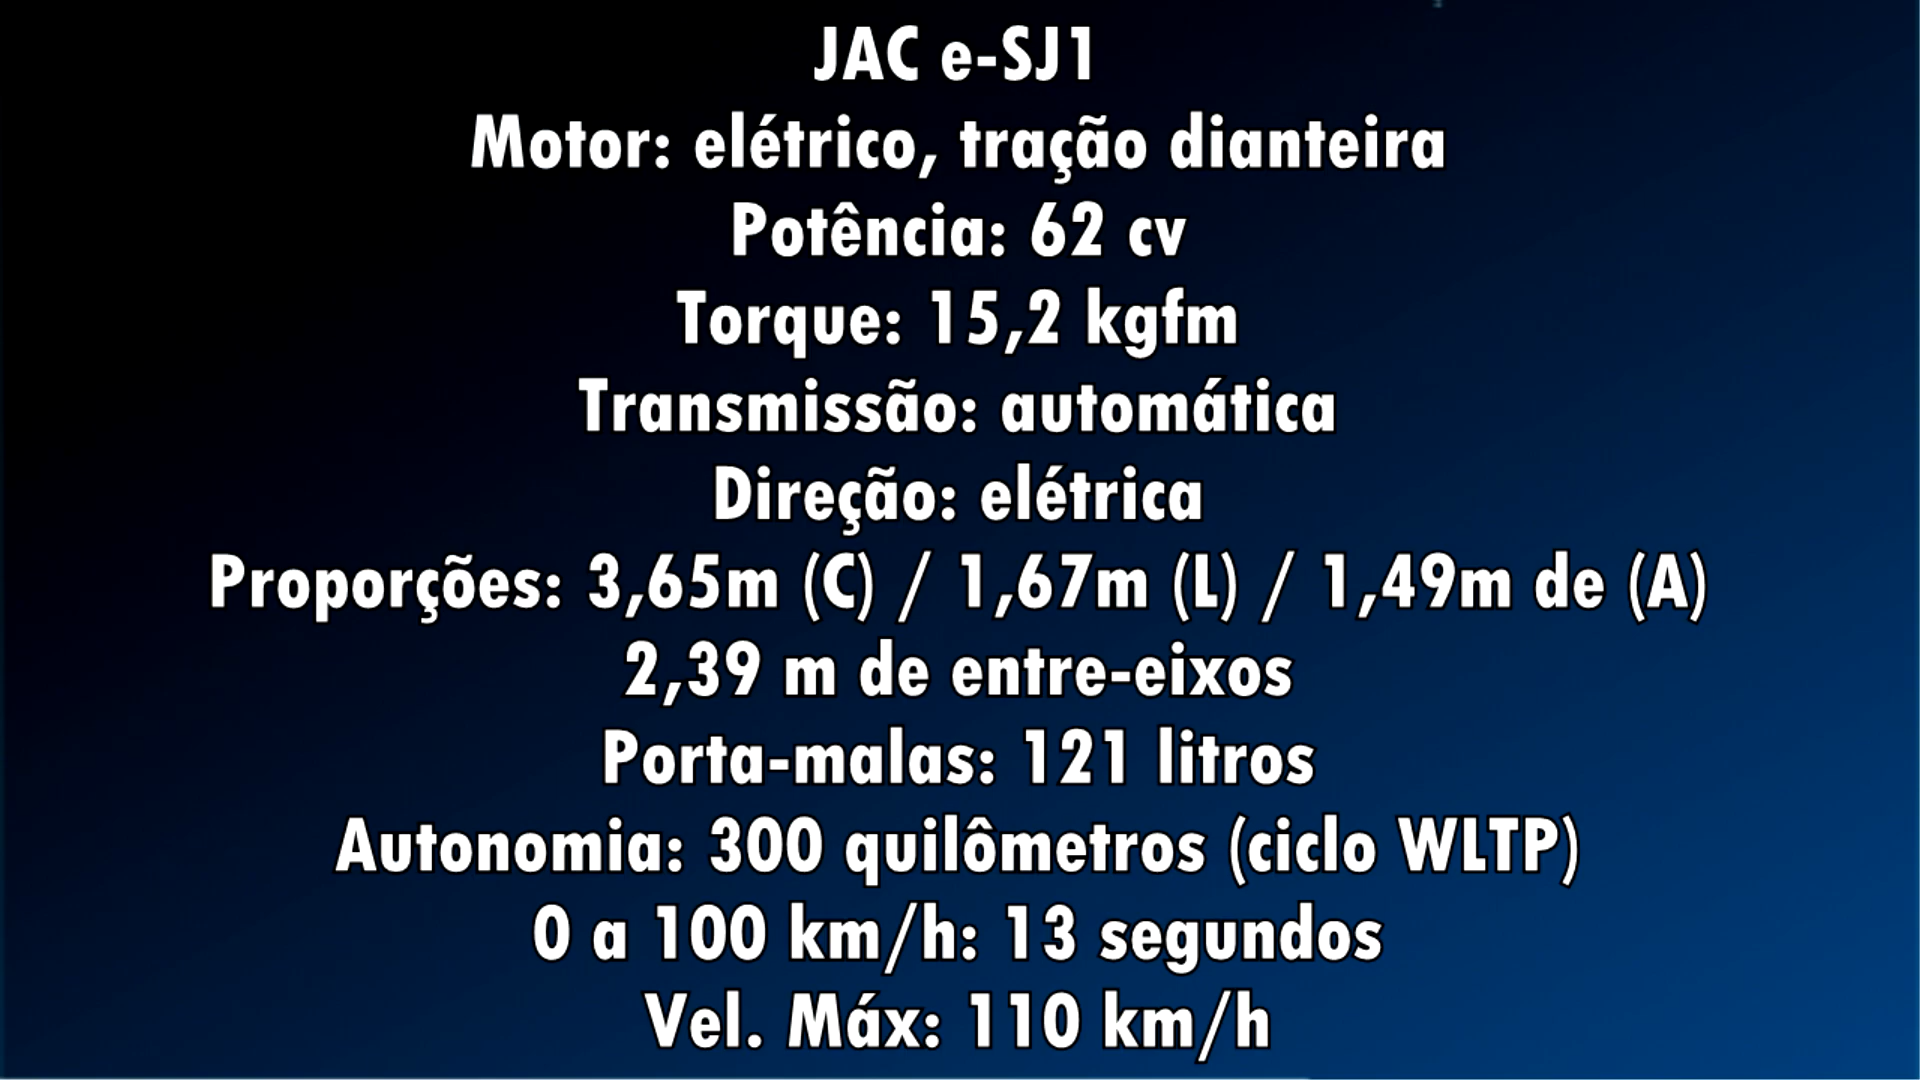 JAC e-SJ1
Motor: elétrico, tração dianteira
Potência: 62 cv
Torque: 15,2 kgfm
Transmissão: automática
Direção: elétrica
Proporções: 3,65m (C) / 1,67m (L) / 1,49m de (A)
2,39 m de entre-eixos
Porta-malas: 121 litros
Autonomia: 300 quilômetros (ciclo WLTP)
0 a 100 km/h: 13 segundos
Vel. Máx: 110 km/h